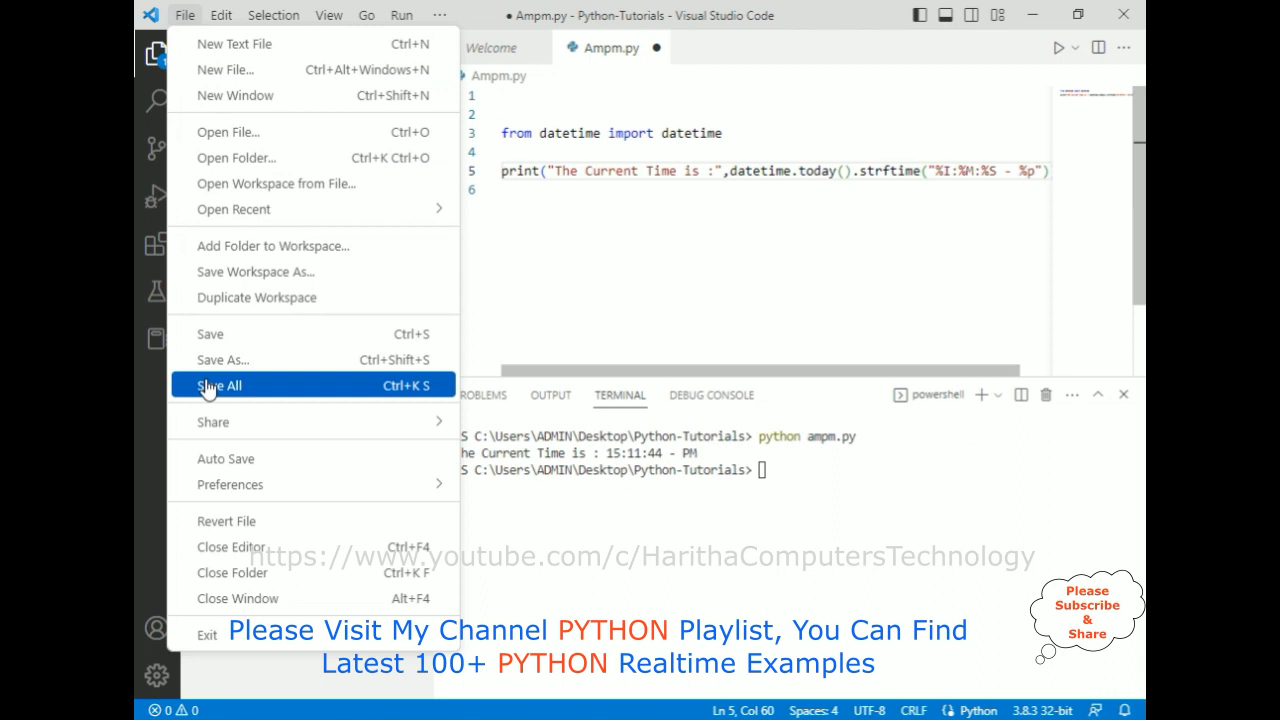 File Edit Selection View Go Run ··· ● Ampm.py - Python-Tutorials - Visual Studio Code
New Text File Ctrl+N
New File... Ctrl+Alt+Windows+N
New Window Ctrl+Shift+N
Open File... Ctrl+O
Open Folder... Ctrl+K Ctrl+O
Open Workspace from File...
Open Recent
Add Folder to Workspace...
Save Workspace As...
Duplicate Workspace
Save Ctrl+S
Save As... Ctrl+Shift+S
Save All Ctrl+K S
Share
Auto Save
Preferences
Revert File
Close Editor Ctrl+F4
Close Folder Ctrl+K F
Close Window Alt+F4
Exit
1
Welcome Ampm.py ●
Ampm.py
1
2
3 from datetime import datetime
4
5 print("The Current Time is :",datetime.today().strftime("%I:%M:%S - %p")
6
ROBLEMS OUTPUT TERMINAL DEBUG CONSOLE powershell
S C:\Users\ADMIN\Desktop\Python-Tutorials> python ampm.py
he Current Time is : 15:11:44 - PM
S C:\Users\ADMIN\Desktop\Python-Tutorials>
https://www.youtube.com/c/HarithaComputersTechnology
Please
Subscribe
&
Share
Please Visit My Channel PYTHON Playlist, You Can Find
Latest 100+ PYTHON Realtime Examples
0 0 Ln 5, Col 60 Spaces: 4 UTF-8 CRLF Python 3.8.3 32-bit